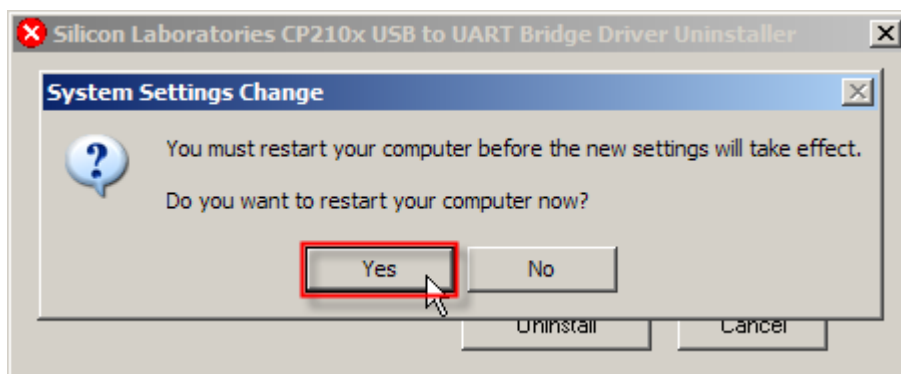 Silicon Laboratories CP210x USB to UART Bridge Driver Uninstaller
System Settings Change
You must restart your computer before the new settings will take effect.
Do you want to restart your computer now?
Yes No
Uninstall Cancel